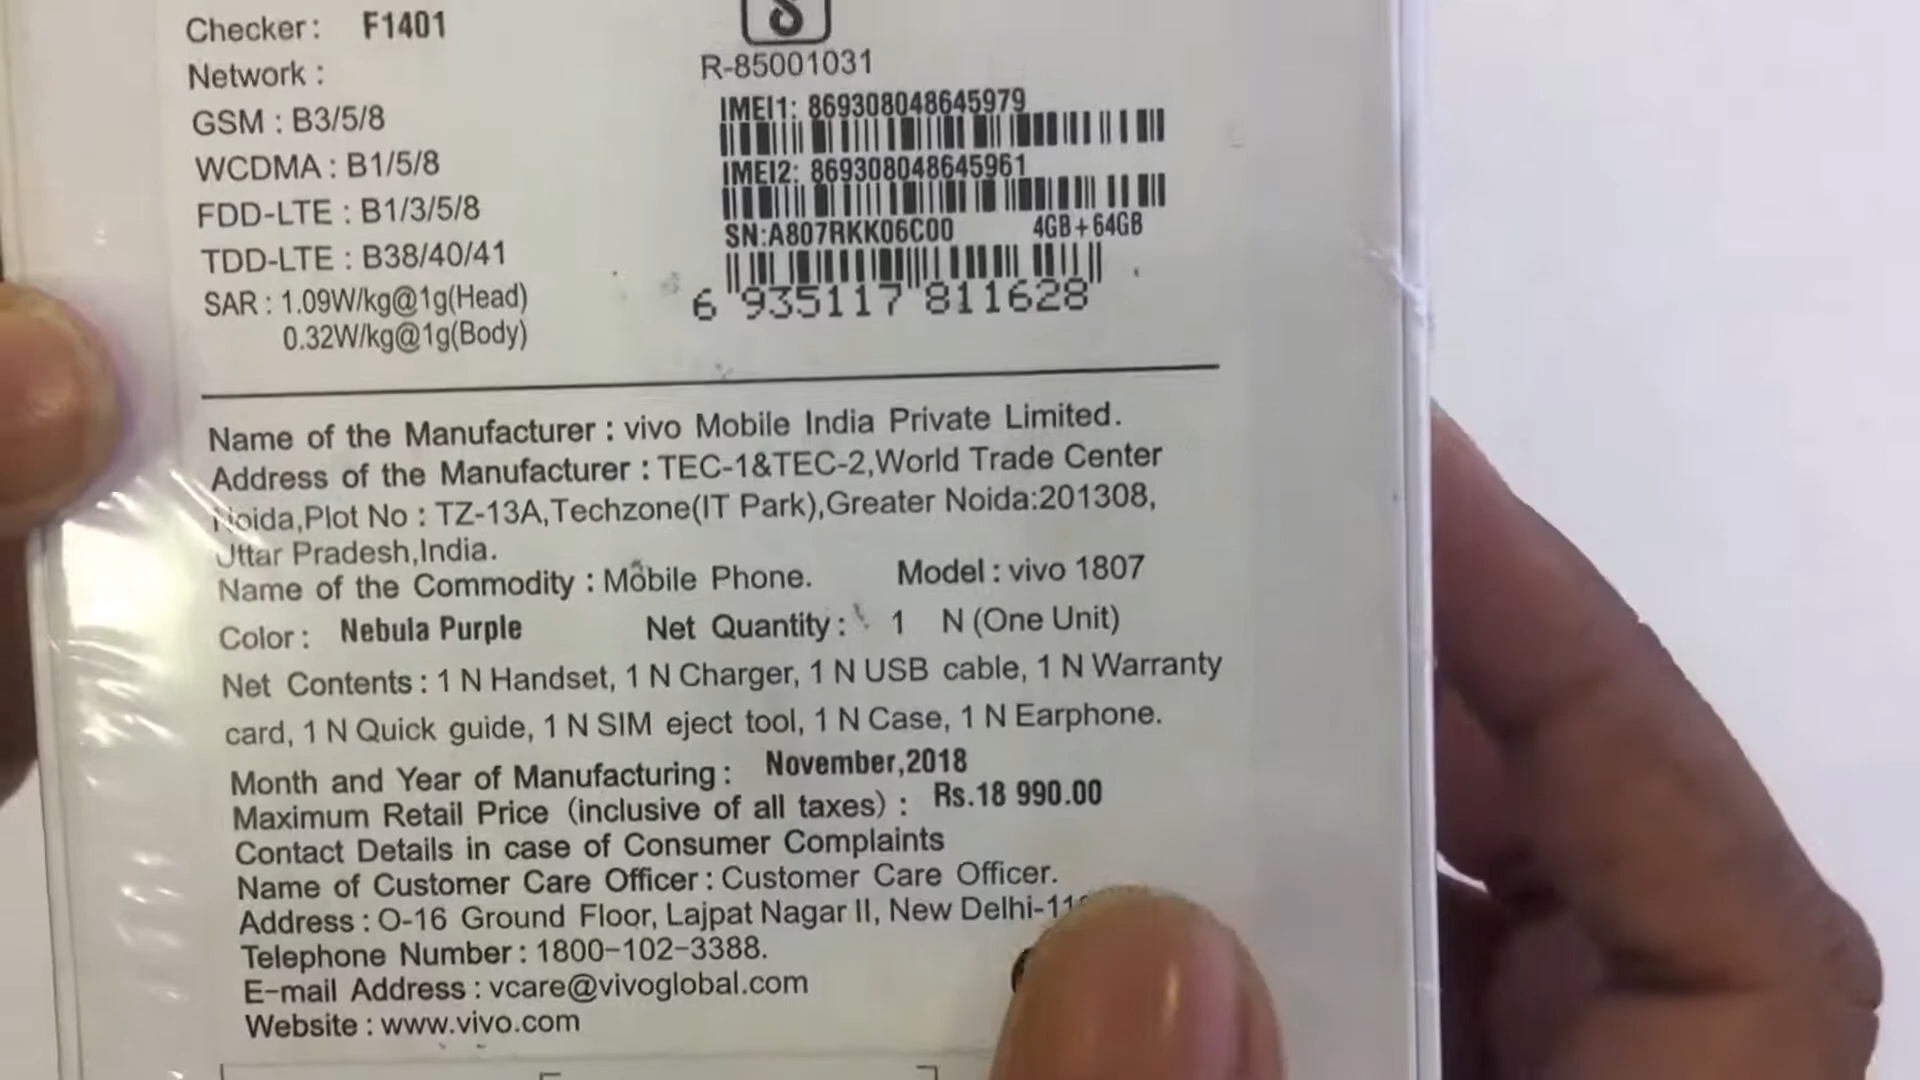 Checker : F1401
Network :
GSM : B3/5/8
WCDMA : B1/5/8
FDD-LTE : B1/3/5/8
TDD-LTE : B38/40/41
SAR : 1.09W/kg@1g(Head)
0.32W/kg@1g(Body)
R-85001031
IMEI1: 869308048645979
IMEI2: 869308048645961
SN:A807RKK06C00 4GB+64GB
6 935117 811628
Name of the Manufacturer : vivo Mobile India Private Limited.
Address of the Manufacturer : TEC-1&TEC-2,World Trade Center
Noida,Plot No : TZ-13A,Techzone(IT Park),Greater Noida:201308,
Uttar Pradesh,India.
Name of the Commodity : Mobile Phone. Model : vivo 1807
Color : Nebula Purple Net Quantity : 1 N (One Unit)
Net Contents : 1 N Handset, 1 N Charger, 1 N USB cable, 1 N Warranty
card, 1 N Quick guide, 1 N SIM eject tool, 1 N Case, 1 N Earphone.
Month and Year of Manufacturing : November,2018
Maximum Retail Price (inclusive of all taxes) : Rs.18 990.00
Contact Details in case of Consumer Complaints
Name of Customer Care Officer : Customer Care Officer.
Address : O-16 Ground Floor, Lajpat Nagar II, New Delhi-11
Telephone Number : 1800-102-3388.
E-mail Address : vcare@vivoglobal.com
Website : www.vivo.com